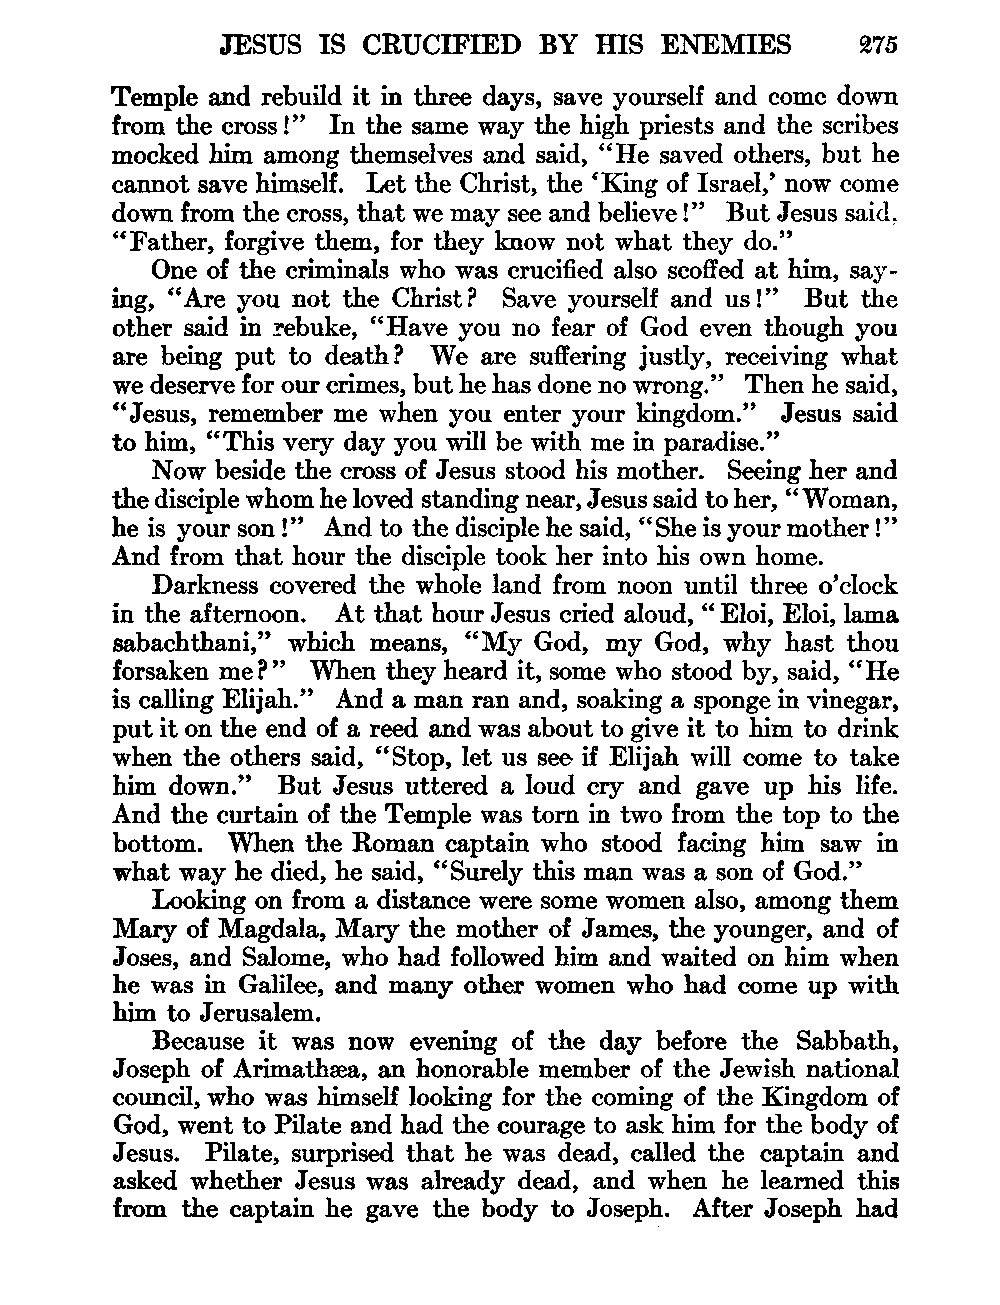 JESUS IS CRUCIFIED BY HIS ENEMIES 275
Temple and rebuild it in three days, save yourself and come down
from the cross!” In the same way the high priests and the scribes
mocked him among themselves and said, “He saved others, but he
cannot save himself. Let the Christ, the ‘King of Israel,’ now come
down from the cross, that we may see and believe!” But Jesus said,
“Father, forgive them, for they know not what they do.”
One of the criminals who was crucified also scoffed at him, say-
ing, “Are you not the Christ? Save yourself and us!” But the
other said in rebuke, “Have you no fear of God even though you
are being put to death? We are suffering justly, receiving what
we deserve for our crimes, but he has done no wrong.” Then he said,
“Jesus, remember me when you enter your kingdom.” Jesus said
to him, “This very day you will be with me in paradise.”
Now beside the cross of Jesus stood his mother. Seeing her and
the disciple whom he loved standing near, Jesus said to her, “Woman,
he is your son!” And to the disciple he said, “She is your mother!”
And from that hour the disciple took her into his own home.
Darkness covered the whole land from noon until three o’clock
in the afternoon. At that hour Jesus cried aloud, “Eloi, Eloi, lama
sabachthani,” which means, “My God, my God, why hast thou
forsaken me?” When they heard it, some who stood by, said, “He
is calling Elijah.” And a man ran and, soaking a sponge in vinegar,
put it on the end of a reed and was about to give it to him to drink
when the others said, “Stop, let us see if Elijah will come to take
him down.” But Jesus uttered a loud cry and gave up his life.
And the curtain of the Temple was torn in two from the top to the
bottom. When the Roman captain who stood facing him saw in
what way he died, he said, “Surely this man was a son of God.”
Looking on from a distance were some women also, among them
Mary of Magdala, Mary the mother of James, the younger, and of
Joses, and Salome, who had followed him and waited on him when
he was in Galilee, and many other women who had come up with
him to Jerusalem.
Because it was now evening of the day before the Sabbath,
Joseph of Arimathæa, an honorable member of the Jewish national
council, who was himself looking for the coming of the Kingdom of
God, went to Pilate and had the courage to ask him for the body of
Jesus. Pilate, surprised that he was dead, called the captain and
asked whether Jesus was already dead, and when he learned this
from the captain he gave the body to Joseph. After Joseph had